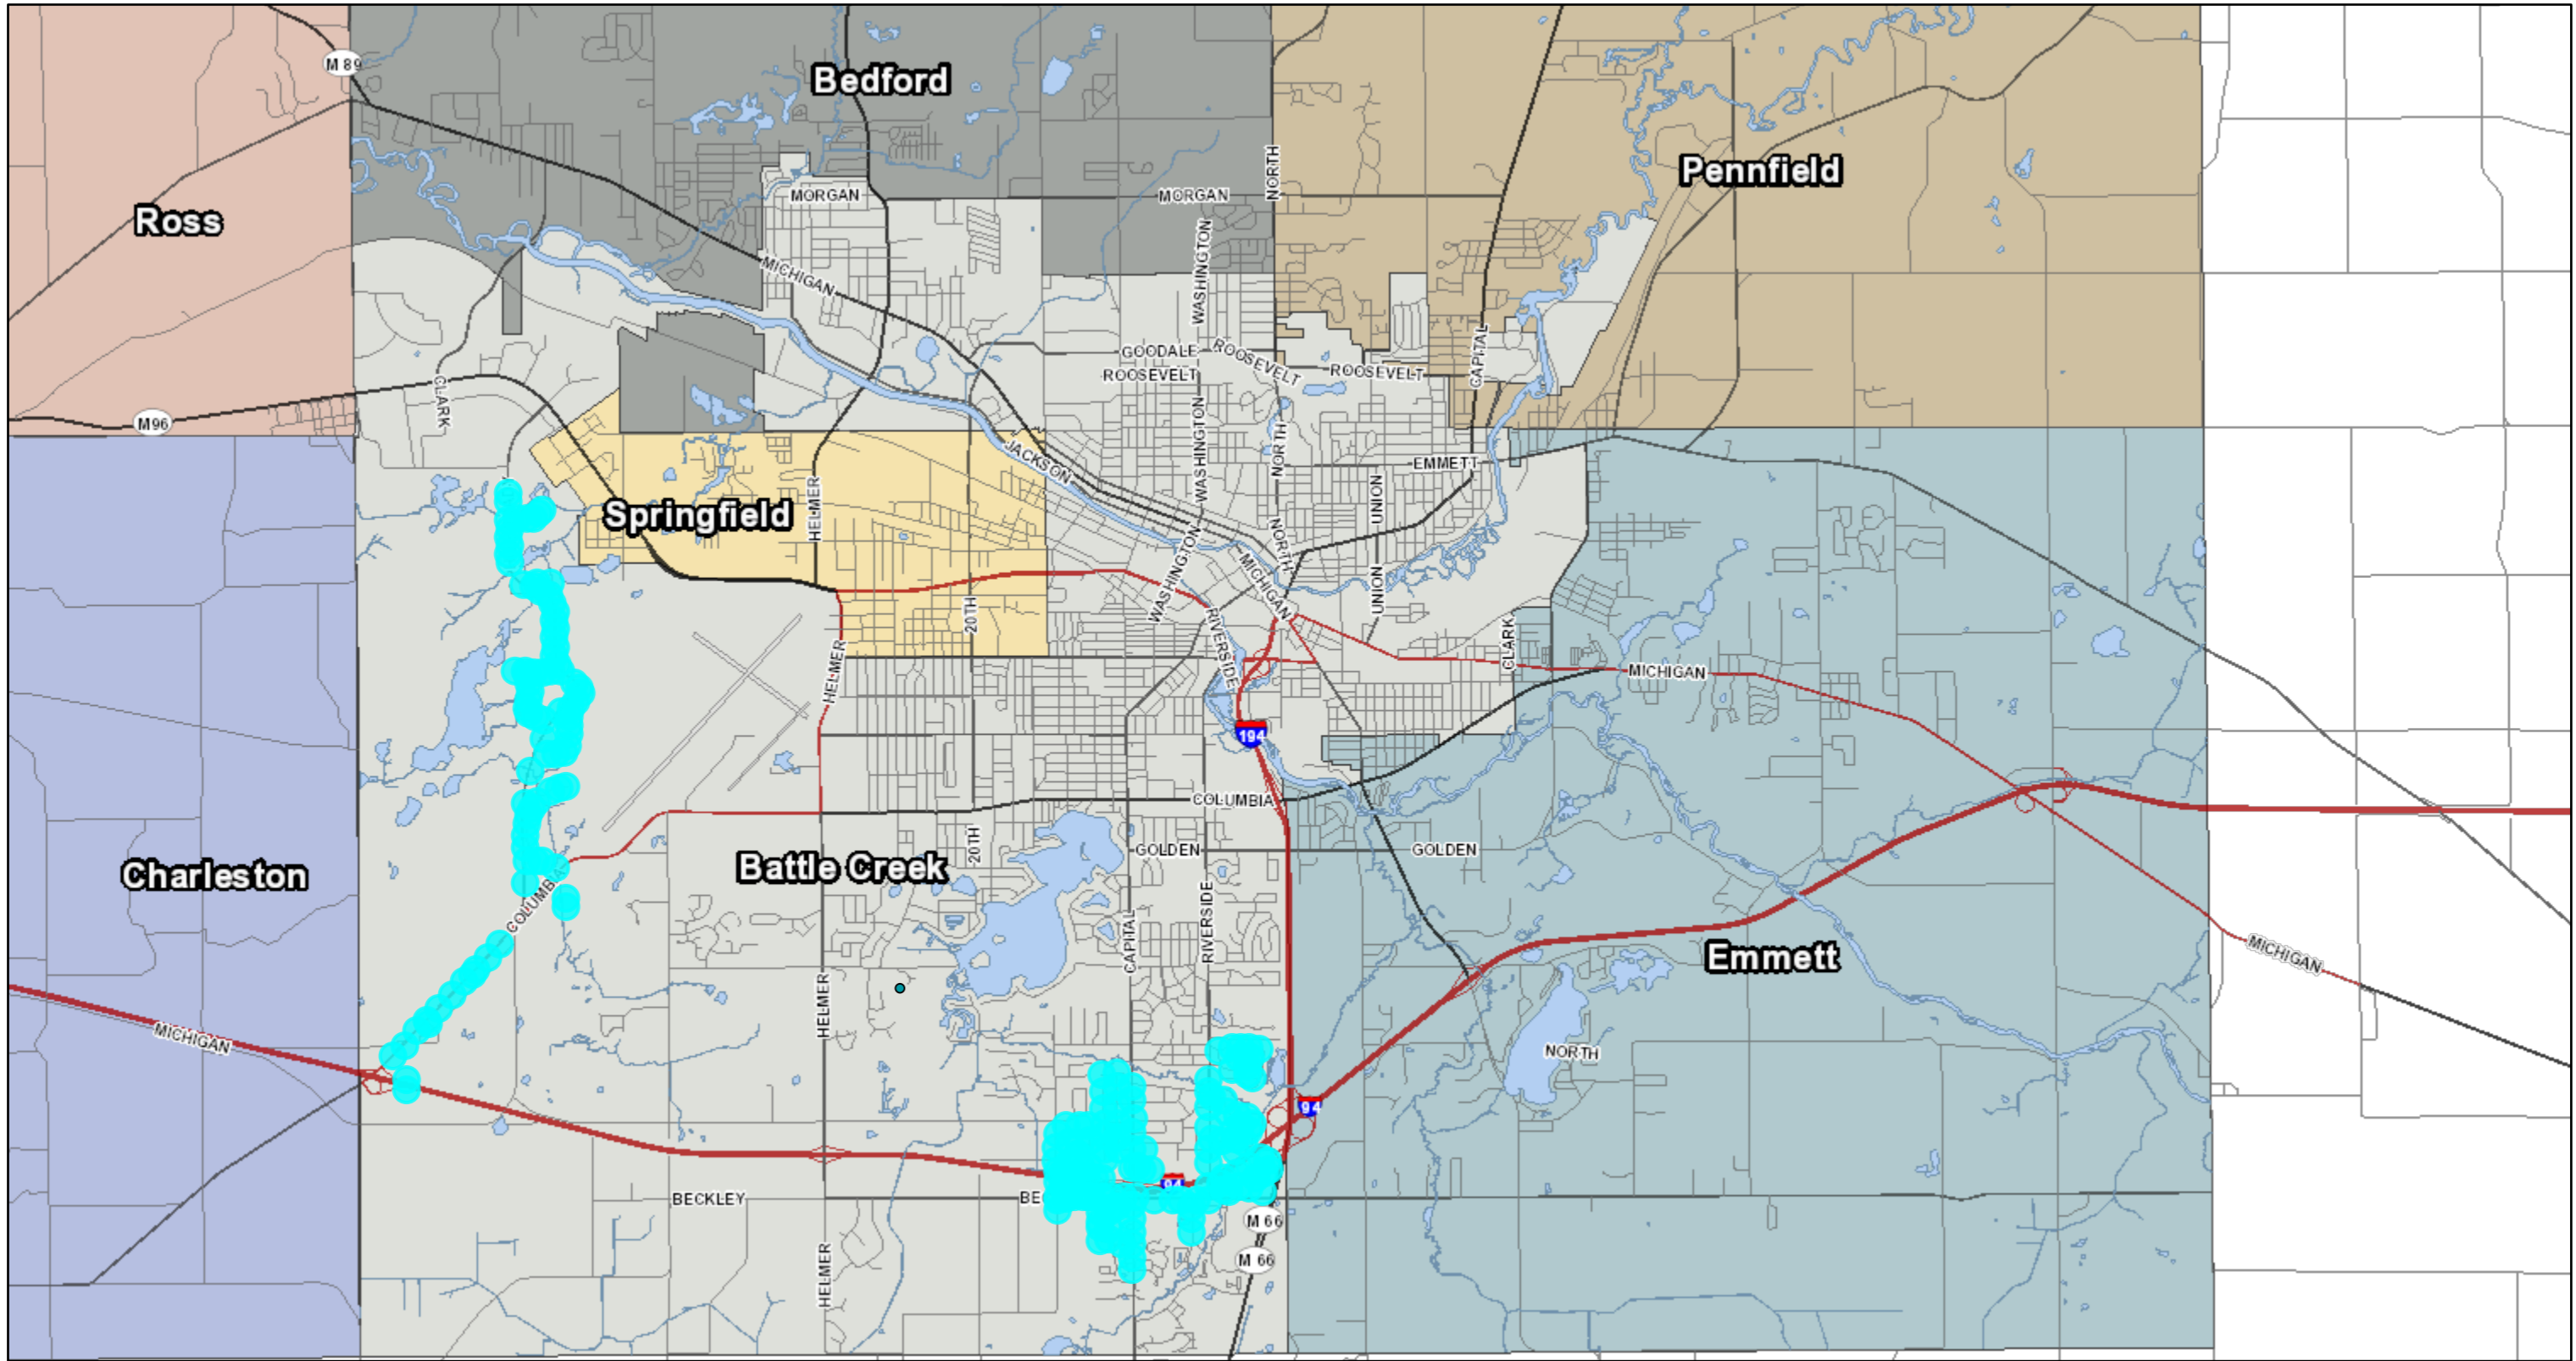 M 89
Bedford
Pennfield
NORTH
MORGAN
MORGAN
Ross
WASHINGTON
MICHIGAN
GOODALE
ROOSEVELT
ROOSEVELT
ROOSEVELT
CAPITAL
CLARK
M96
WASHINGTON
NORTH
JACKSON
EMMETT
HELMER
Springfield
UNION
NORTH
WASHINGTON
MICHIGAN
UNION
20TH
RIVERSIDE
CLARK
HELMER
MICHIGAN
194
COLUMBIA
20TH
GOLDEN
GOLDEN
Battle Creek
Charleston
COLUMBIA
RIVERSIDE
CAPITAL
MICHIGAN
Emmett
HELMER
MICHIGAN
NORTH
94
94
BECKLEY
BE
M 66
M 66
HELMER